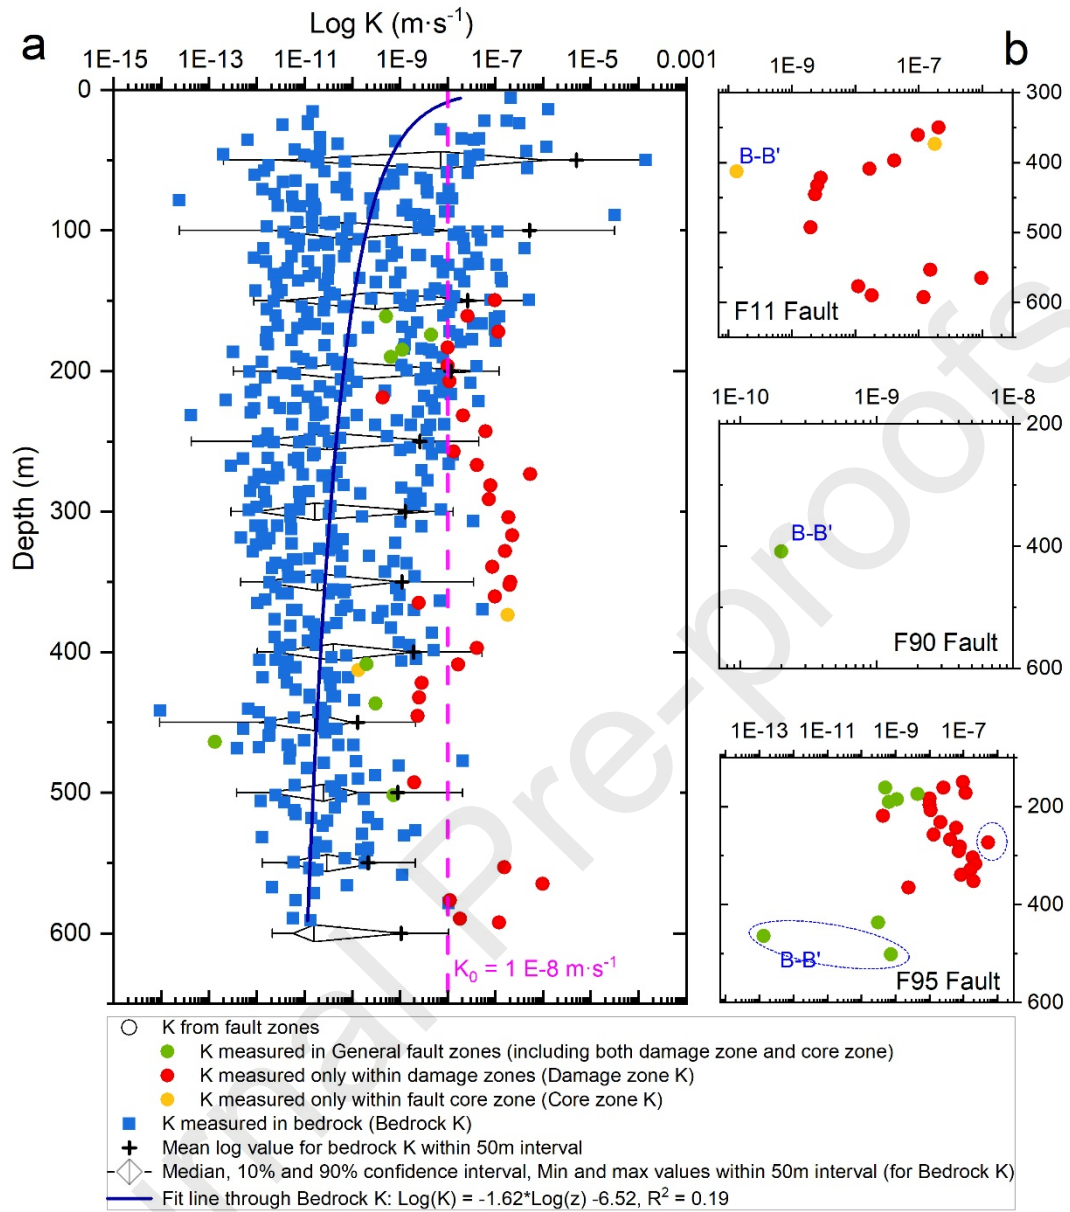 a
Log K (m·s⁻¹)
1E-15 1E-13 1E-11 1E-9 1E-7 1E-5 0.001
Depth (m)
0
100
200
300
400
500
600
K₀ = 1 E-8 m·s⁻¹
b
1E-9 1E-7
300
400
500
600
B-B'
F11 Fault
1E-10 1E-9 1E-8
200
400
600
B-B'
F90 Fault
1E-13 1E-11 1E-9 1E-7
200
400
600
B-B'
F95 Fault
K from fault zones
K measured in General fault zones (including both damage zone and core zone)
K measured only within damage zones (Damage zone K)
K measured only within fault core zone (Core zone K)
K measured in bedrock (Bedrock K)
Mean log value for bedrock K within 50m interval
Median, 10% and 90% confidence interval, Min and max values within 50m interval (for Bedrock K)
Fit line through Bedrock K: Log(K) = -1.62*Log(z) -6.52, R² = 0.19
rnal Pre-proofs